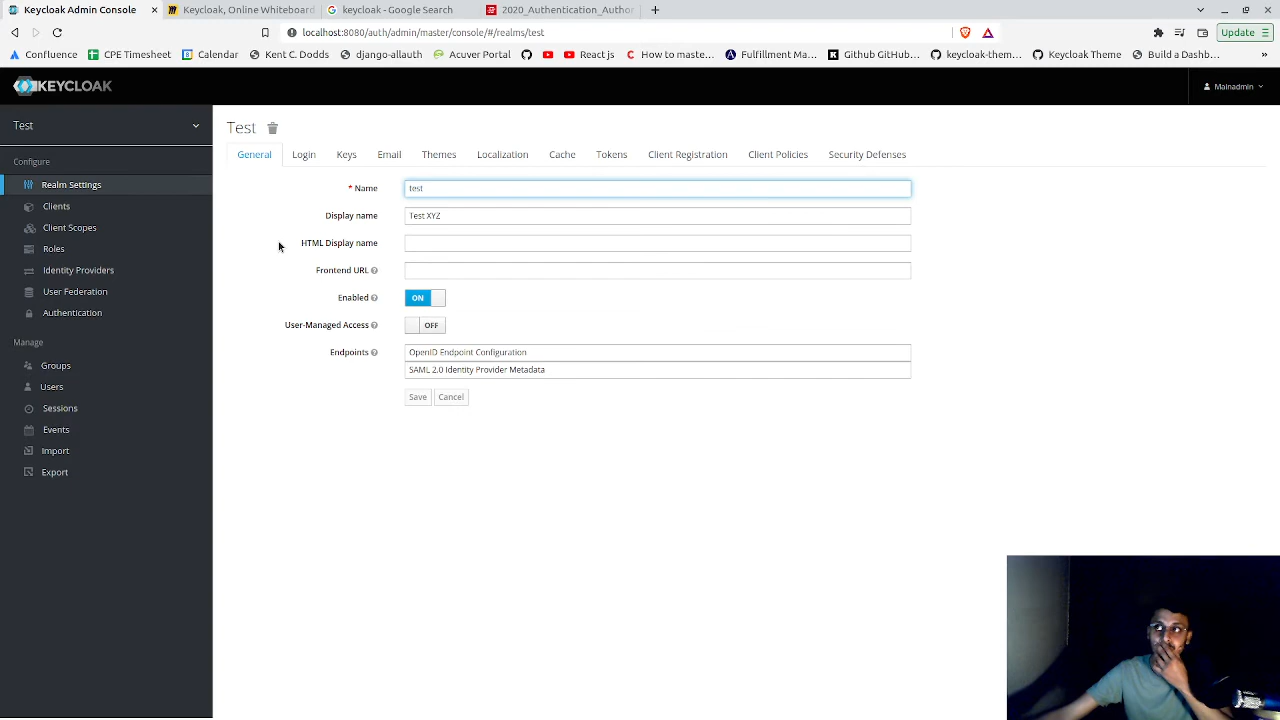 Keycloak Admin Console
Keycloak, Online Whiteboard
keycloak - Google Search
2020_Authentication_Author
localhost:8080/auth/admin/master/console/#/realms/test
Update
Confluence
CPE Timesheet
Calendar
Kent C. Dodds
django-allauth
Acuver Portal
React js
How to maste...
Fulfillment Ma...
Github GitHub...
keycloak-them...
Keycloak Theme
Build a Dashb...
KEYCLOAK
Mainadmin
Test
Configure
Realm Settings
Clients
Client Scopes
Roles
Identity Providers
User Federation
Authentication
Manage
Groups
Users
Sessions
Events
Import
Export
Test
General Login Keys Email Themes Localization Cache Tokens Client Registration Client Policies Security Defenses
* Name test
Display name Test XYZ
HTML Display name
Frontend URL
Enabled ON
User-Managed Access OFF
Endpoints OpenID Endpoint Configuration
SAML 2.0 Identity Provider Metadata
Save Cancel